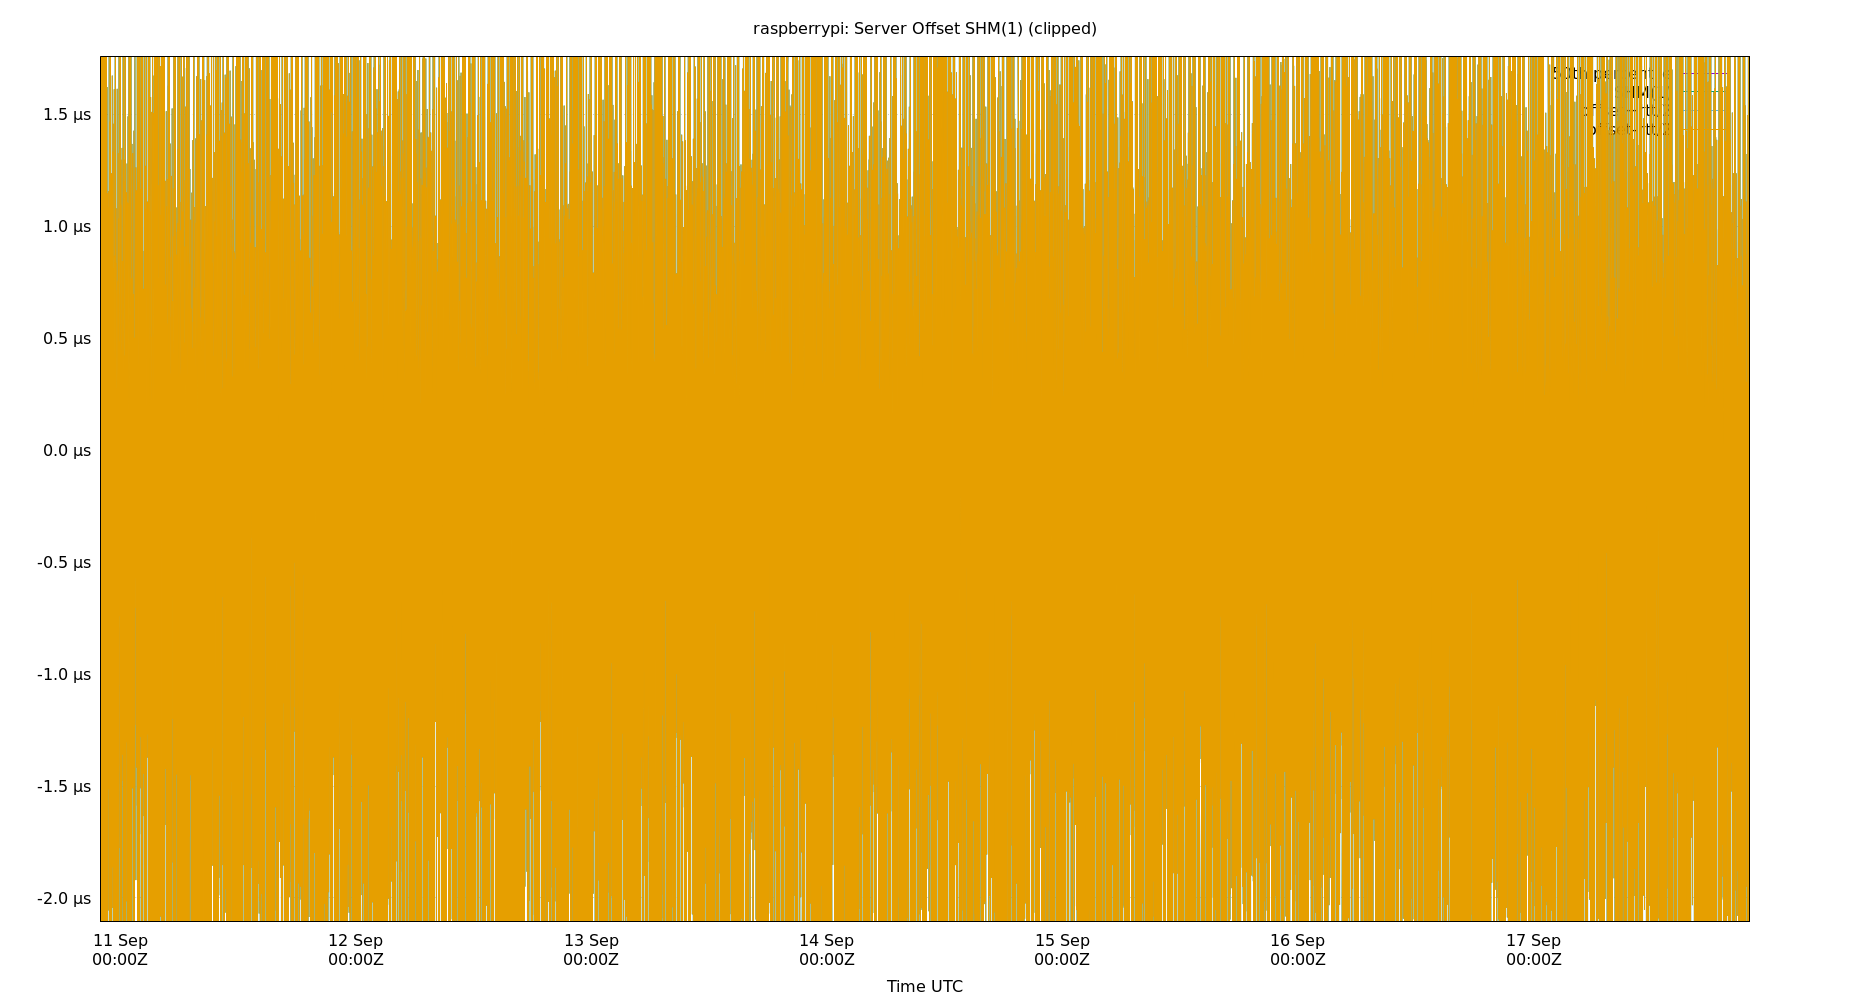 raspberrypi: Server Offset SHM(1) (clipped)
1.5 µs
1.0 µs
0.5 µs
0.0 µs
-0.5 µs
-1.0 µs
-1.5 µs
-2.0 µs
11 Sep 12 Sep 13 Sep 14 Sep 15 Sep 16 Sep 17 Sep
00:00Z 00:00Z 00:00Z 00:00Z 00:00Z 00:00Z 00:00Z
Time UTC